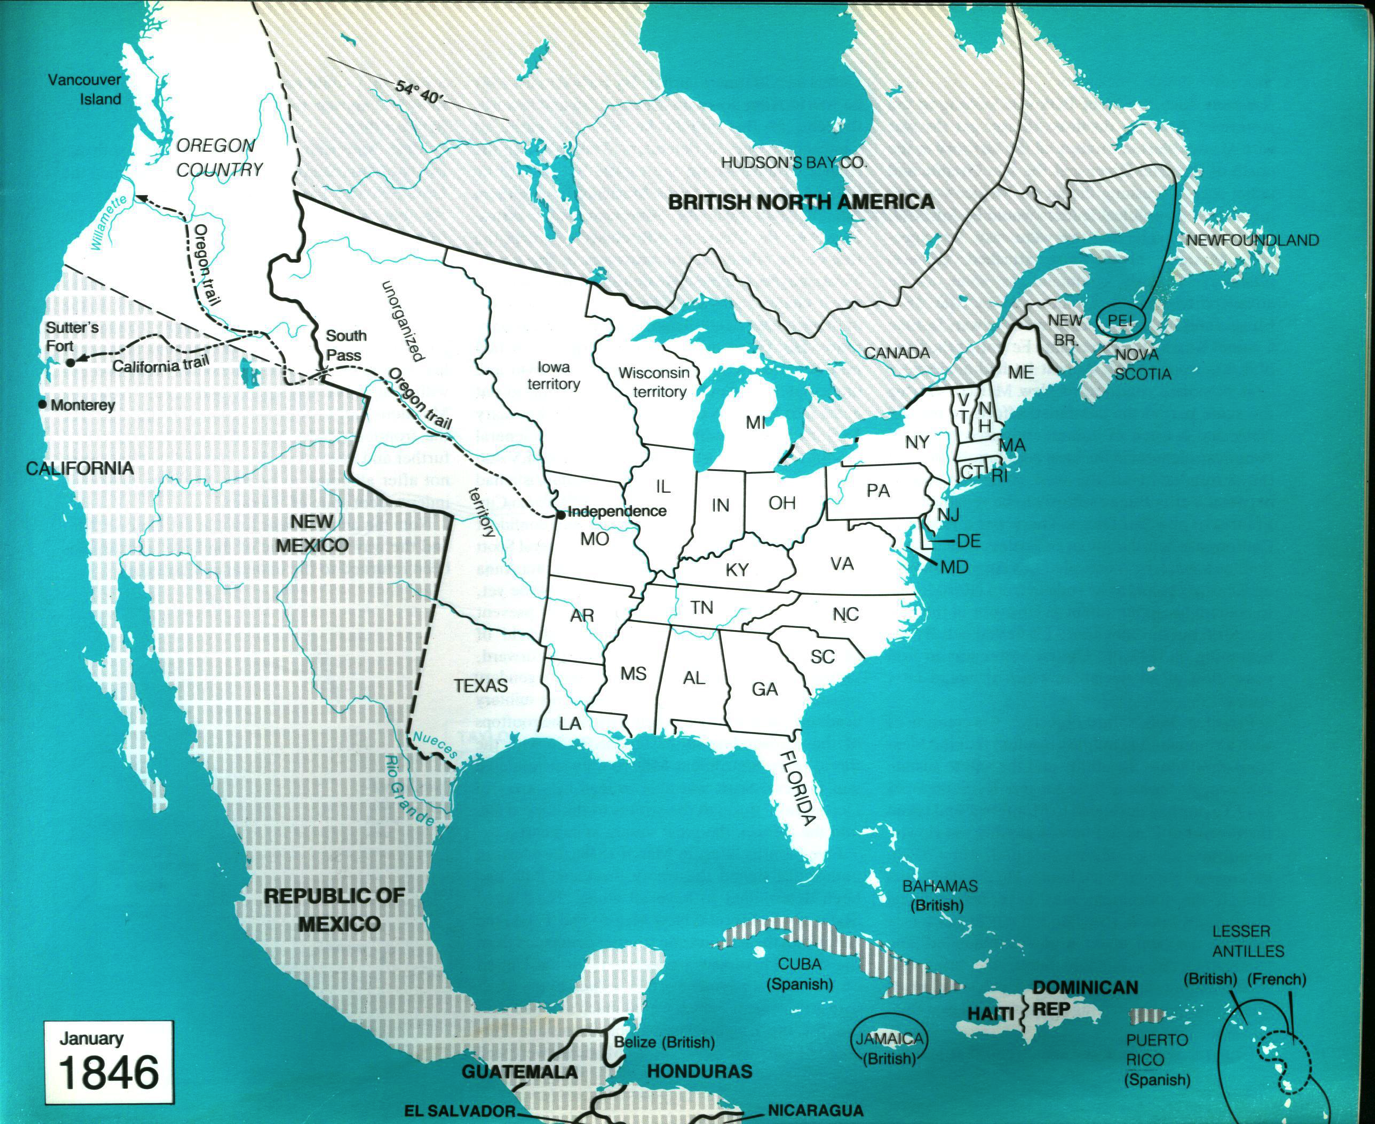 Vancouver
Island
54° 40′
OREGON
COUNTRY
HUDSON'S BAY CO.
BRITISH NORTH AMERICA
Willamette
Oregon trail
NEWFOUNDLAND
unorganized
territory
Sutter's
Fort
California trail
South
Pass
Oregon trail
Iowa
territory
Wisconsin
territory
CANADA
NEW
BR.
PEI
NOVA
SCOTIA
ME
Monterey
MI
VT
NH
NY
MA
CT
RI
CALIFORNIA
IL
IN
OH
PA
NJ
Independence
NEW
MEXICO
MO
KY
VA
DE
MD
AR
TN
NC
TEXAS
MS
AL
GA
SC
LA
Nueces
Rio Grande
FLORIDA
REPUBLIC OF
MEXICO
BAHAMAS
(British)
CUBA
(Spanish)
LESSER
ANTILLES
(British)
(French)
HAITI
DOMINICAN
REP
JAMAICA
(British)
PUERTO
RICO
(Spanish)
Belize (British)
GUATEMALA
HONDURAS
EL SALVADOR
NICARAGUA
January
1846